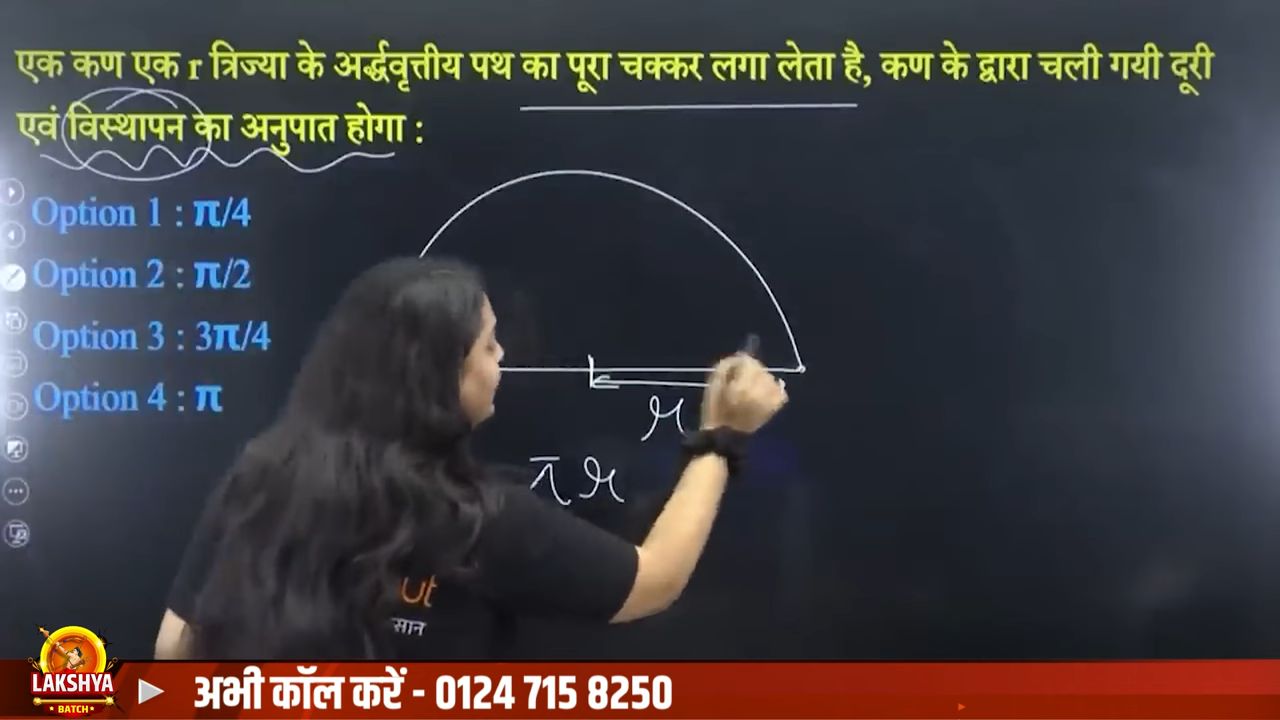 एक कण एक r त्रिज्या के अर्द्धवृत्तीय पथ का पूरा चक्कर लगा लेता है, कण के द्वारा चली गयी दूरी
एवं विस्थापन का अनुपात होगा :
Option 1 : π/4
Option 2 : π/2
Option 3 : 3π/4
Option 4 : π
r
πr
ut
सान
LAKSHYA
BATCH
अभी कॉल करें - 0124 715 8250